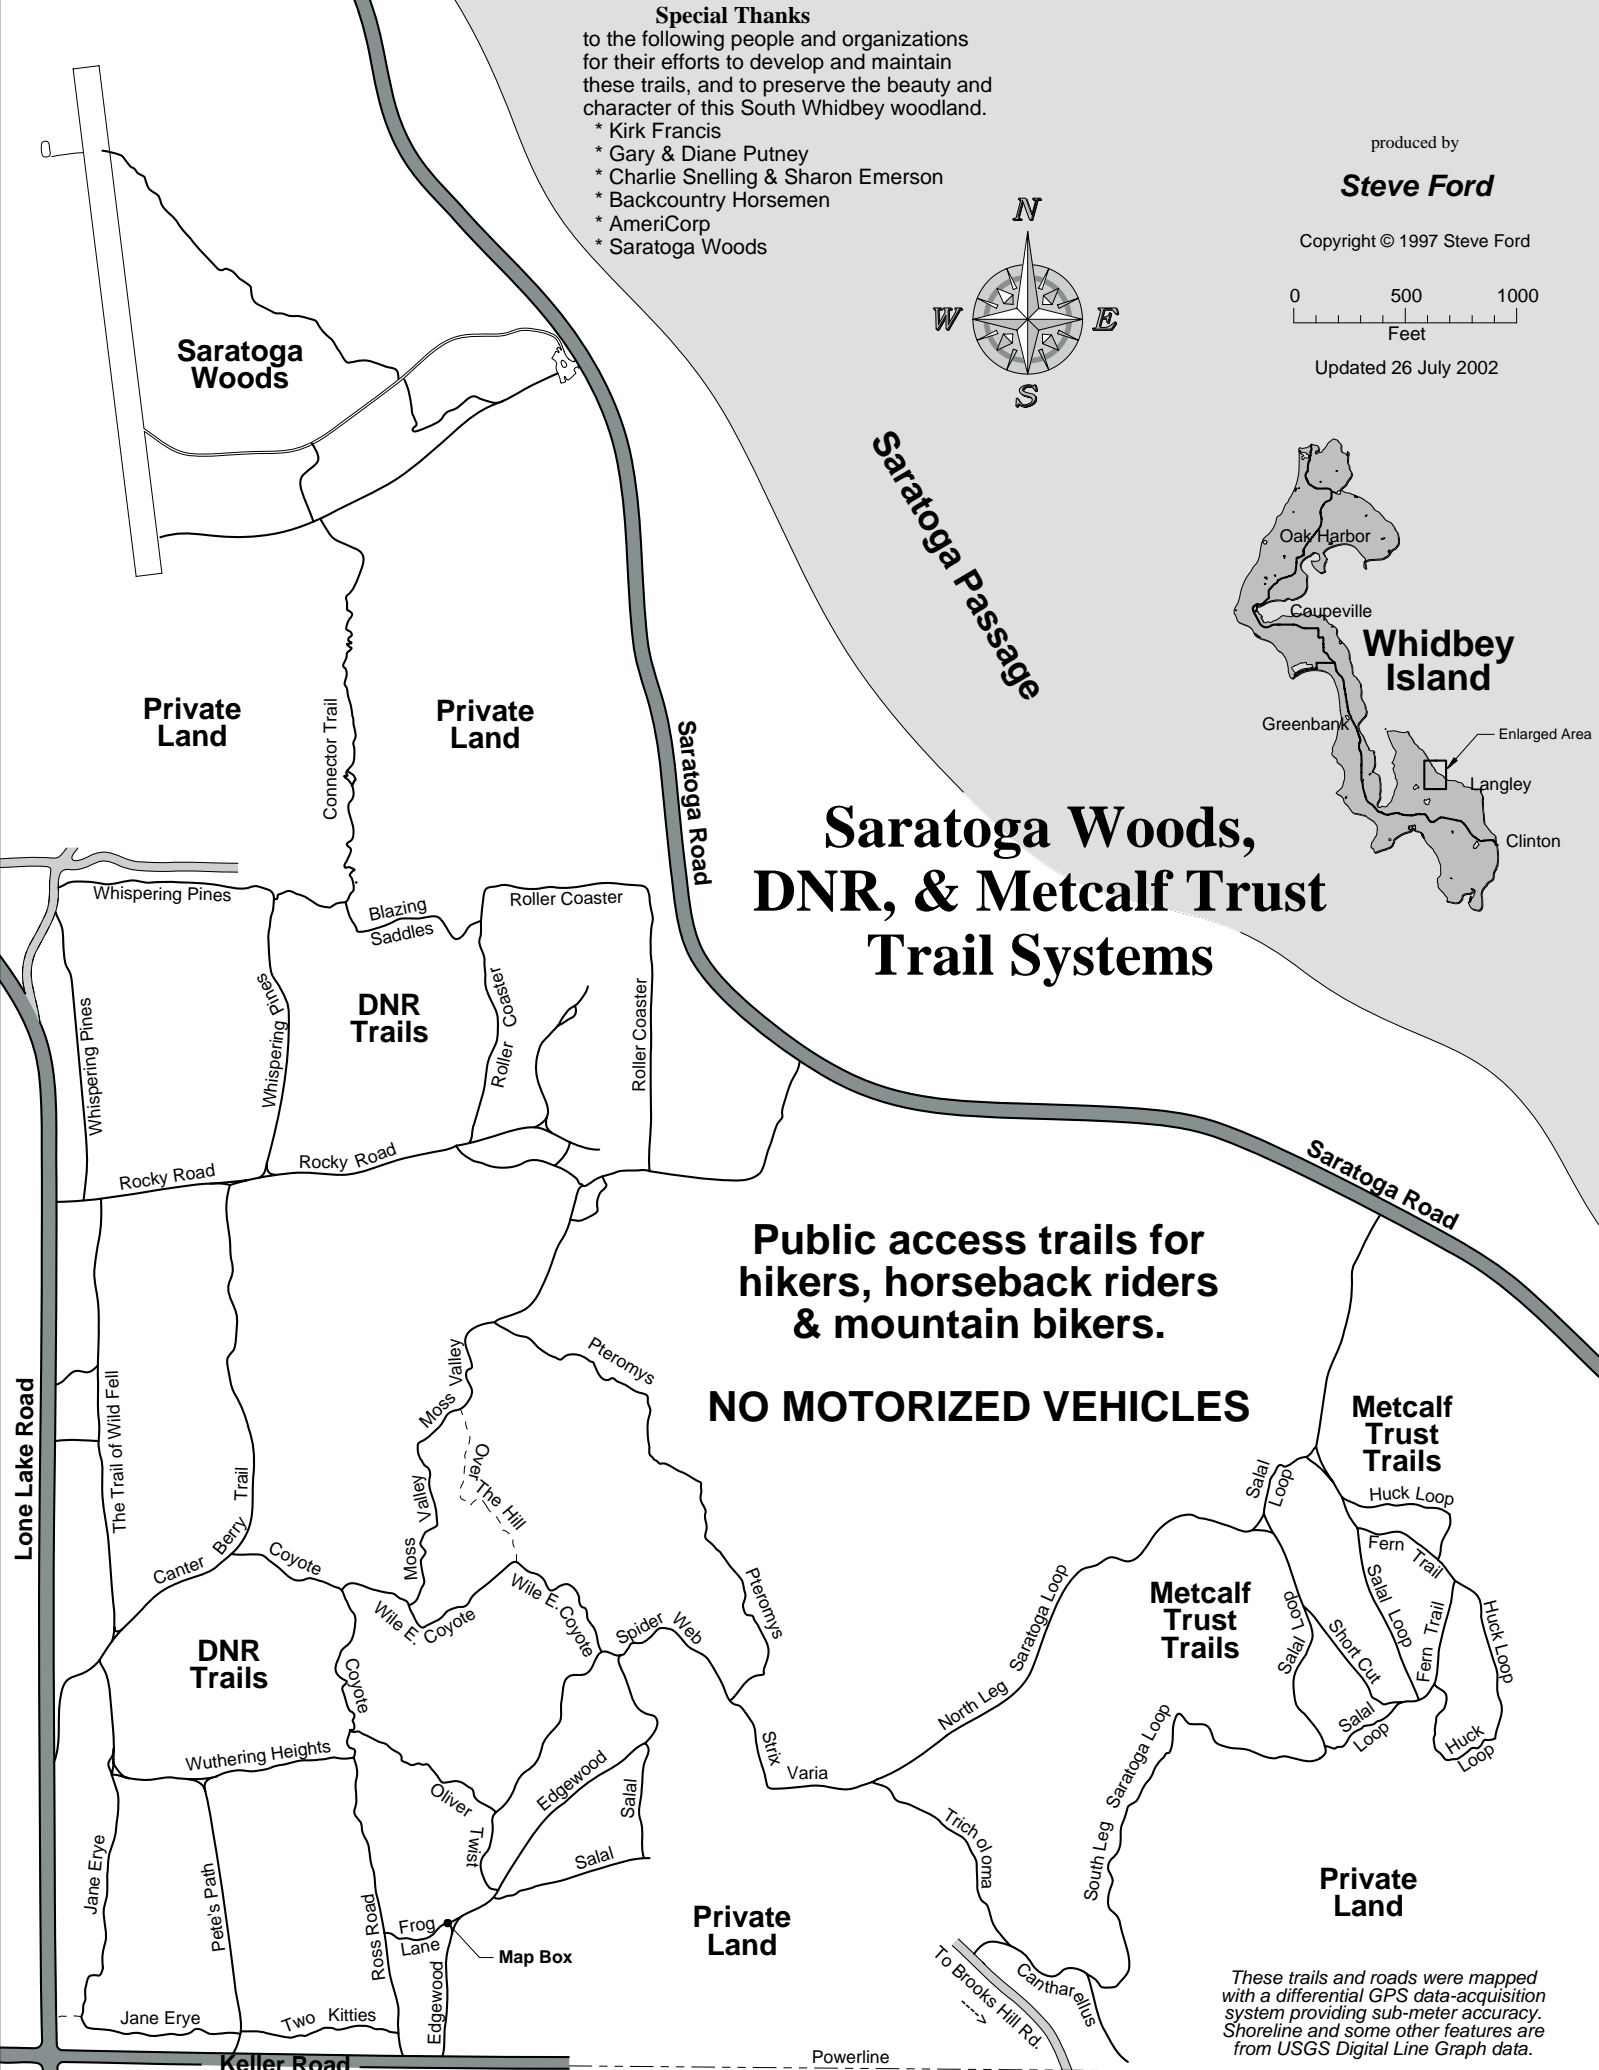 Special Thanks
to the following people and organizations
for their efforts to develop and maintain
these trails, and to preserve the beauty and
character of this South Whidbey woodland.
* Kirk Francis
* Gary & Diane Putney
* Charlie Snelling & Sharon Emerson
* Backcountry Horsemen
* AmeriCorp
* Saratoga Woods
produced by
Steve Ford
Copyright © 1997 Steve Ford
0 500 1000
Feet
Updated 26 July 2002
N
W E
S
Saratoga
Woods
Saratoga Passage
Oak Harbor
Coupeville
Whidbey
Island
Greenbank
Enlarged Area
Langley
Clinton
Private
Land
Connector Trail
Private
Land
Saratoga Road
Saratoga Woods,
DNR, & Metcalf Trust
Trail Systems
Whispering Pines
Blazing
Saddles
Roller Coaster
Whispering Pines
Whispering Pines
DNR
Trails
Roller Coaster
Roller Coaster
Rocky Road
Rocky Road
Saratoga Road
Public access trails for
hikers, horseback riders
& mountain bikers.
NO MOTORIZED VEHICLES
Lone Lake Road
The Trail of Wild Fell
Canter Berry Trail
Moss Valley
Moss Valley
Over The Hill
Pteromys
Pteromys
Metcalf
Trust
Trails
Salal
Loop
Huck Loop
Fern Trail
Salal Loop
Fern Trail
Huck Loop
Coyote
Wile E. Coyote
Wile E. Coyote
Spider Web
North Leg Saratoga Loop
Metcalf
Trust
Trails
Salal Loop
Short Cut
Salal
Loop
Huck
Loop
DNR
Trails
Coyote
Wuthering Heights
Oliver Twist
Edgewood
Salal
Salal
Strix Varia
Trich ol oma
South Leg Saratoga Loop
Jane Erye
Pete's Path
Ross Road
Frog
Lane
Map Box
Edgewood
Private
Land
Private
Land
To Brooks Hill Rd.
---->
Cantharellus
Jane Erye
Two Kitties
Keller Road
Powerline
These trails and roads were mapped
with a differential GPS data-acquisition
system providing sub-meter accuracy.
Shoreline and some other features are
from USGS Digital Line Graph data.